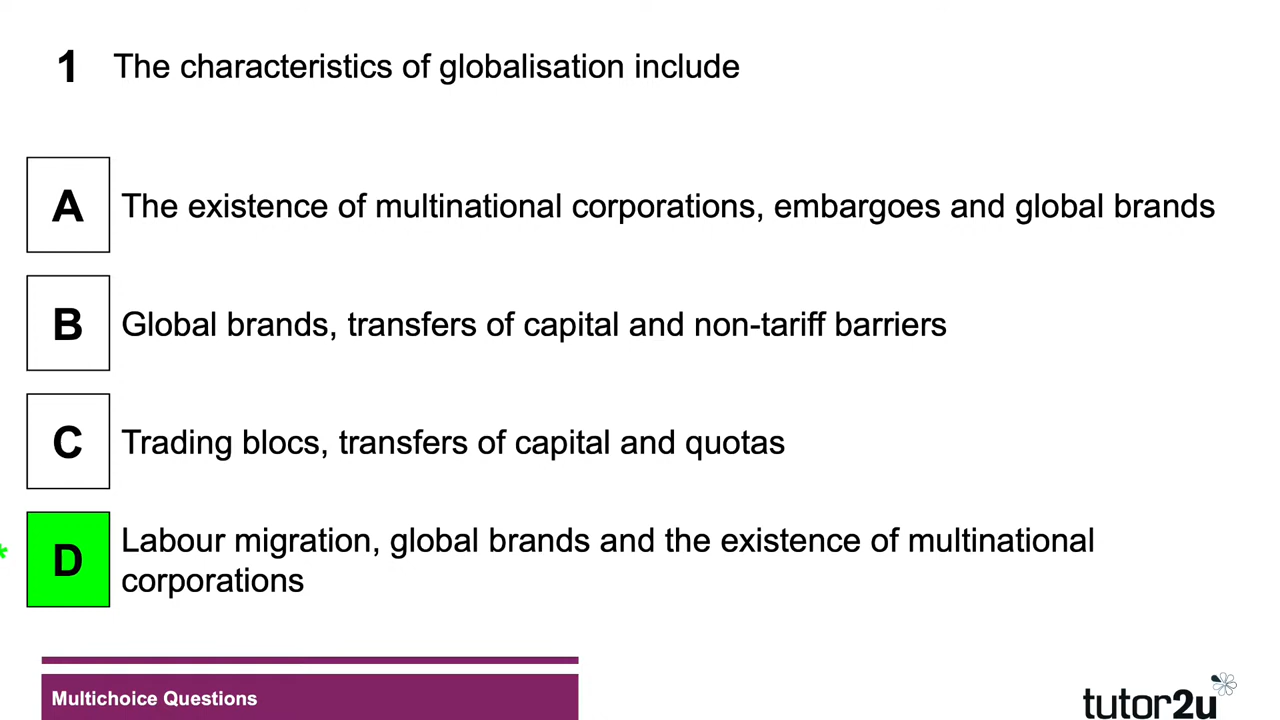 1 The characteristics of globalisation include
A The existence of multinational corporations, embargoes and global brands
B Global brands, transfers of capital and non-tariff barriers
C Trading blocs, transfers of capital and quotas
* D Labour migration, global brands and the existence of multinational
corporations
Multichoice Questions
tutor2u